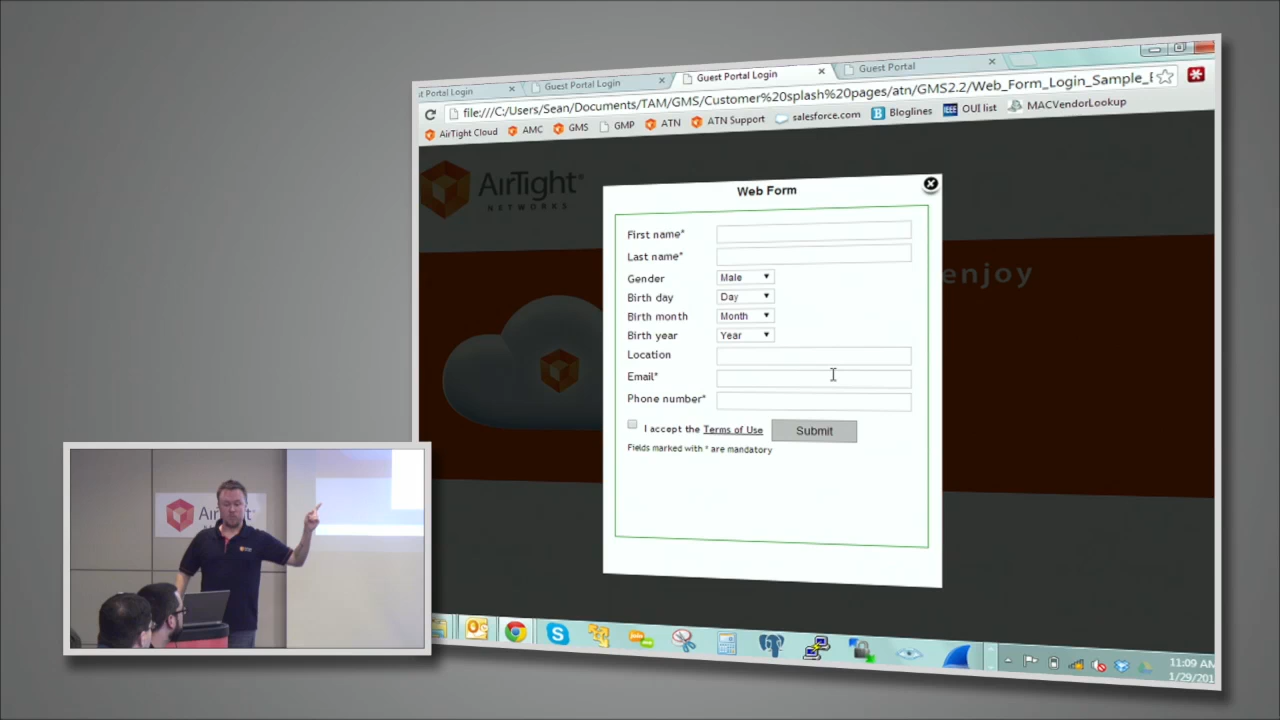 t Portal Login
Guest Portal Login
Guest Portal Login
Guest Portal
file:///C:/Users/Sean/Documents/TAM/GMS/Customer%20splash%20pages/atn/GMS2.2/Web_Form_Login_Sample_
AirTight Cloud AMC GMS GMP ATN ATN Support salesforce.com Bloglines OUI list MACVendorLookup
AIRTIGHT®
NETWORKS
enjoy
Web Form
First name*
Last name*
Gender Male
Birth day Day
Birth month Month
Birth year Year
Location
Email*
Phone number*
I accept the Terms of Use Submit
Fields marked with * are mandatory
11:09 AM
1/29/201